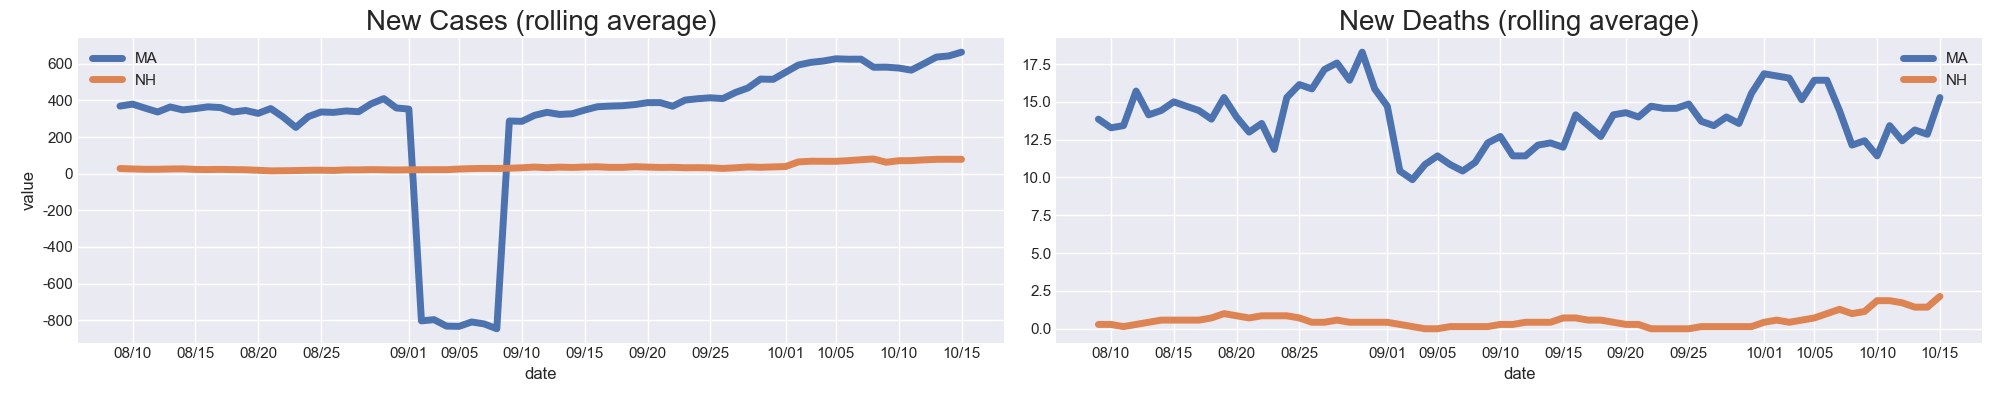 New Cases (rolling average)
MA
NH
600
400
200
0
-200
-400
-600
-800
value
08/10 08/15 08/20 08/25 09/01 09/05 09/10 09/15 09/20 09/25 10/01 10/05 10/10 10/15
date
New Deaths (rolling average)
MA
NH
17.5
15.0
12.5
10.0
7.5
5.0
2.5
0.0
08/10 08/15 08/20 08/25 09/01 09/05 09/10 09/15 09/20 09/25 10/01 10/05 10/10 10/15
date